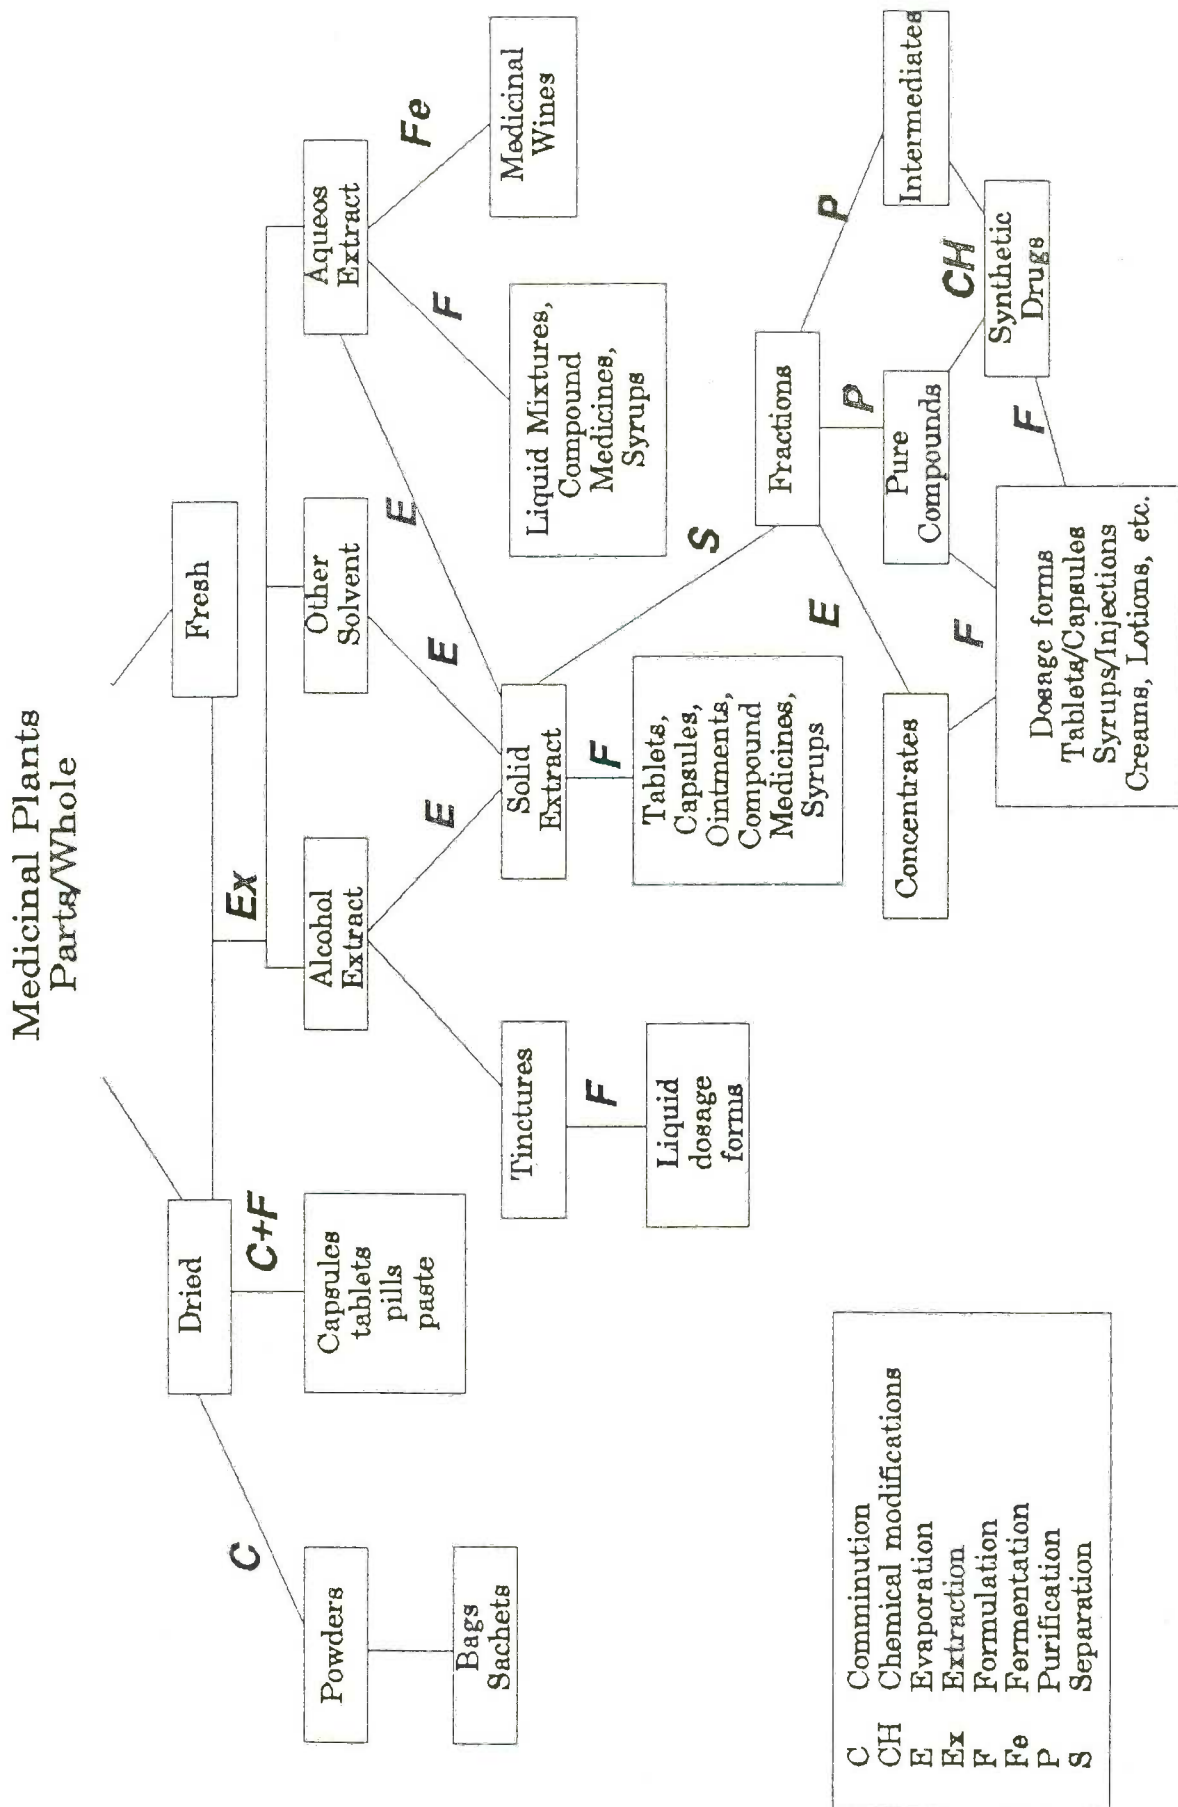 Medicinal Plants
Parts/Whole
Dried
Fresh
C
C+F
Ex
Powders
Capsules
tablets
pills
paste
Alcohol
Extract
Other
Solvent
Aqueos
Extract
E
E
E
F
Fe
Bags
Sachets
Tinctures
Solid
Extract
Liquid Mixtures,
Compound
Medicines,
Syrups
Medicinal
Wines
F
F
S
Liquid
dosage
forms
Tablets,
Capsules,
Ointments,
Compound
Medicines,
Syrups
Fractions
E
P
P
Concentrates
Pure
Compounds
Intermediates
F
CH
Synthetic
Drugs
F
Dosage forms
Tablets/Capsules
Syrups/Injections
Creams, Lotions, etc.
C Comminution
CH Chemical modifications
E Evaporation
Ex Extraction
F Formulation
Fe Fermentation
P Purification
S Separation